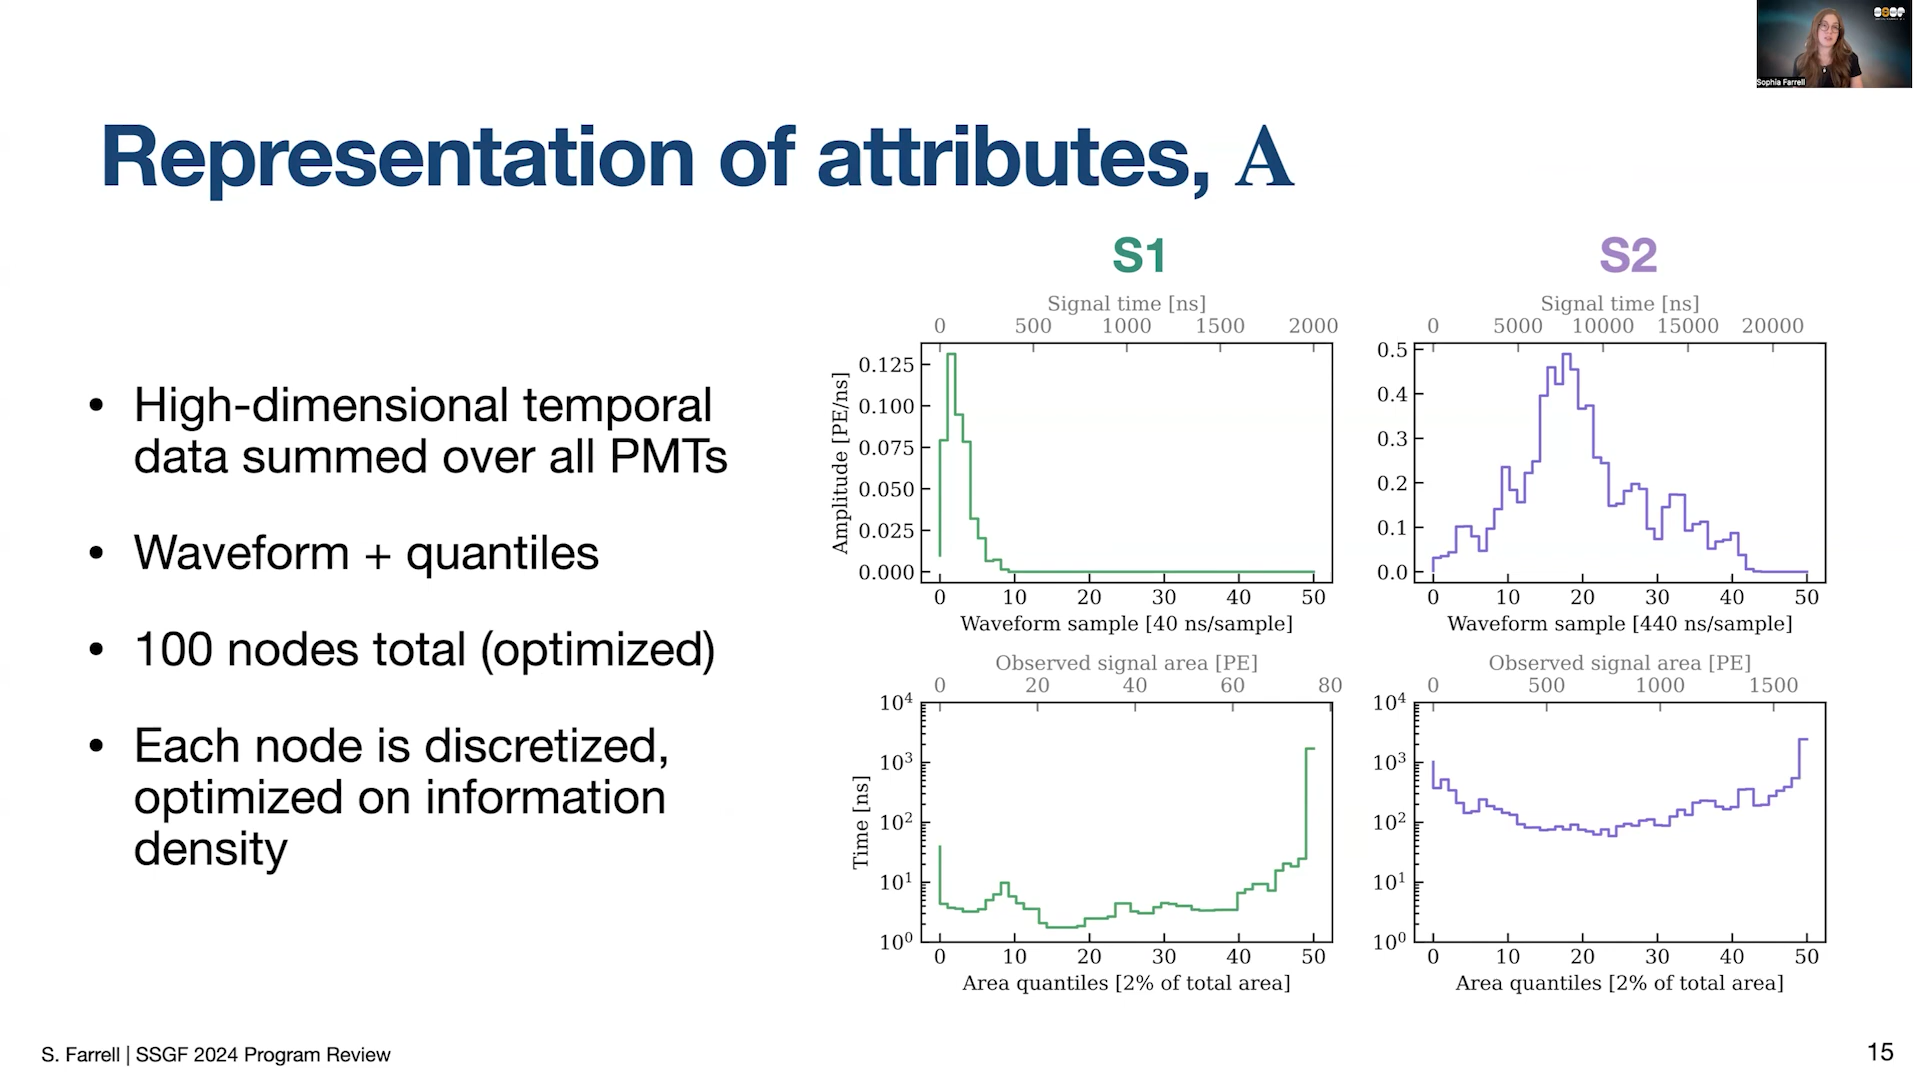 Sophia Farrell
Representation of attributes, A
• High-dimensional temporal
data summed over all PMTs
• Waveform + quantiles
• 100 nodes total (optimized)
• Each node is discretized,
optimized on information
density
S1
Signal time [ns]
0 500 1000 1500 2000
Amplitude [PE/ns]
0.125
0.100
0.075
0.050
0.025
0.000
0 10 20 30 40 50
Waveform sample [40 ns/sample]
S2
Signal time [ns]
0 5000 10000 15000 20000
0.5
0.4
0.3
0.2
0.1
0.0
0 10 20 30 40 50
Waveform sample [440 ns/sample]
Observed signal area [PE]
0 20 40 60 80
Time [ns]
10⁴
10³
10²
10¹
10⁰
0 10 20 30 40 50
Area quantiles [2% of total area]
Observed signal area [PE]
0 500 1000 1500
10⁴
10³
10²
10¹
10⁰
0 10 20 30 40 50
Area quantiles [2% of total area]
S. Farrell | SSGF 2024 Program Review
15